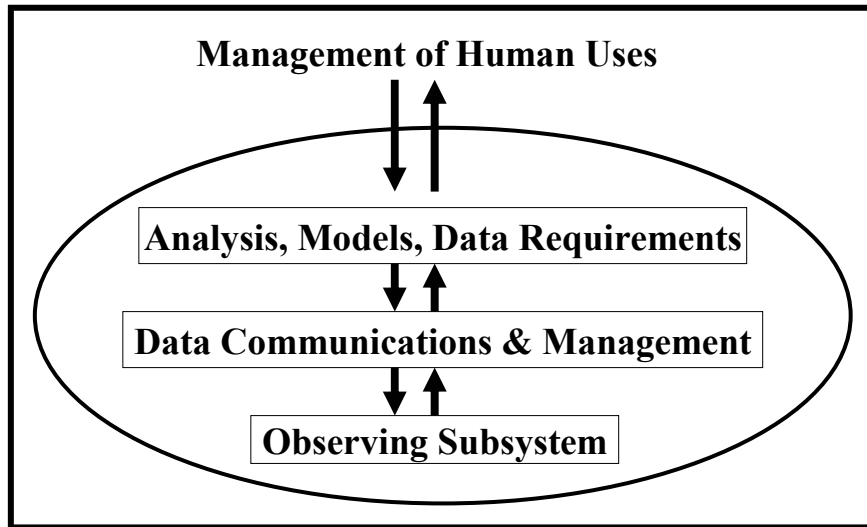 Management of Human Uses
Analysis, Models, Data Requirements
Data Communications & Management
Observing Subsystem